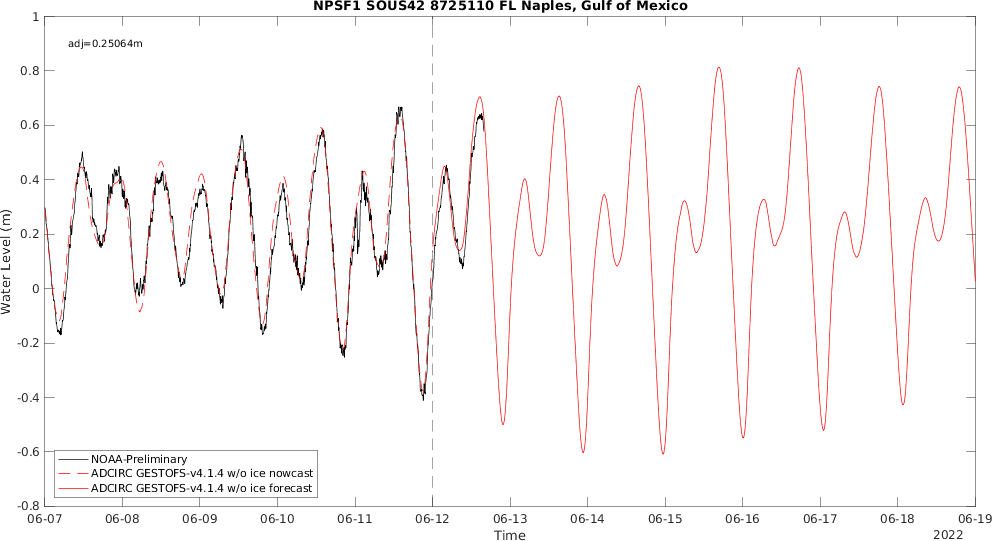 NPSF1 SOUS42 8725110 FL Naples, Gulf of Mexico
adj=0.25064m
1
0.8
0.6
0.4
0.2
0
-0.2
-0.4
-0.6
-0.8
Water Level (m)
NOAA-Preliminary
ADCIRC GESTOFS-v4.1.4 w/o ice nowcast
ADCIRC GESTOFS-v4.1.4 w/o ice forecast
06-07 06-08 06-09 06-10 06-11 06-12 06-13 06-14 06-15 06-16 06-17 06-18 06-19
Time
2022